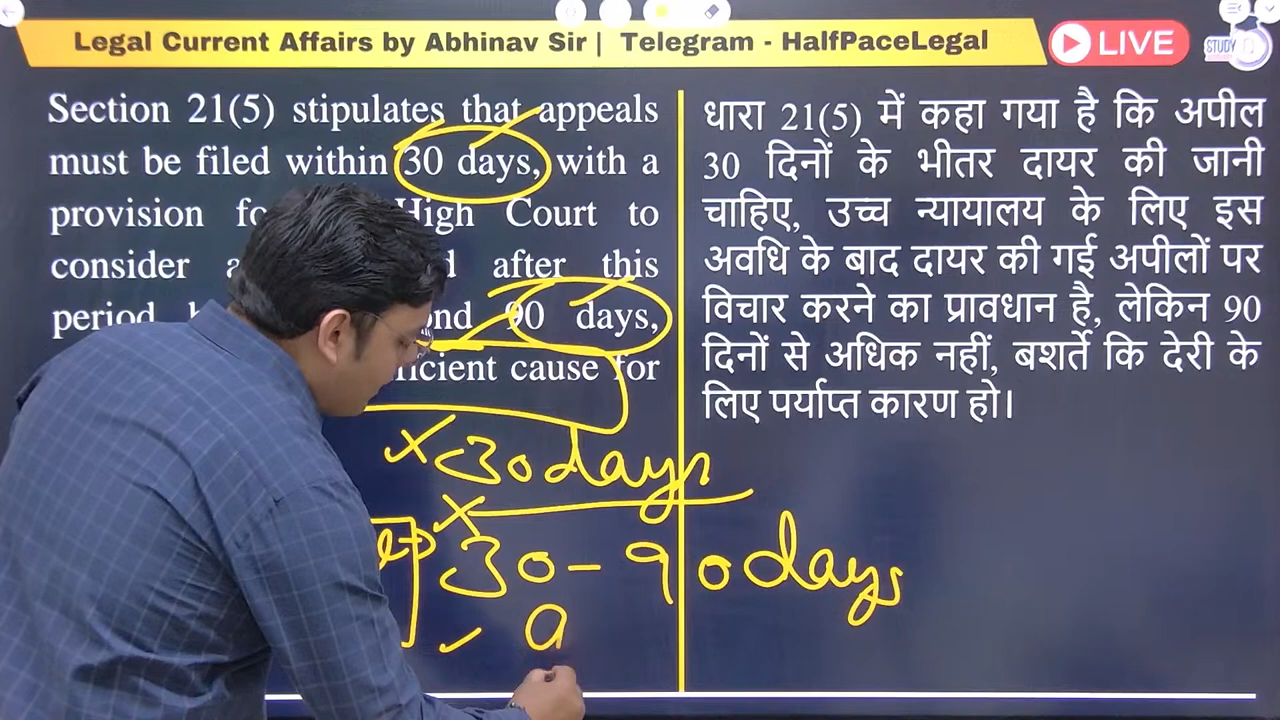 Legal Current Affairs by Abhinav Sir | Telegram - HalfPaceLegal
LIVE
STUDY
Section 21(5) stipulates that appeals
must be filed within 30 days, with a
provision High Court to
consider after this
period 90 days,
cause for
धारा 21(5) में कहा गया है कि अपील
30 दिनों के भीतर दायर की जानी
चाहिए, उच्च न्यायालय के लिए इस
अवधि के बाद दायर की गई अपीलों पर
विचार करने का प्रावधान है, लेकिन 90
दिनों से अधिक नहीं, बशर्ते कि देरी के
लिए पर्याप्त कारण हो।
30 days
30 - 90 days